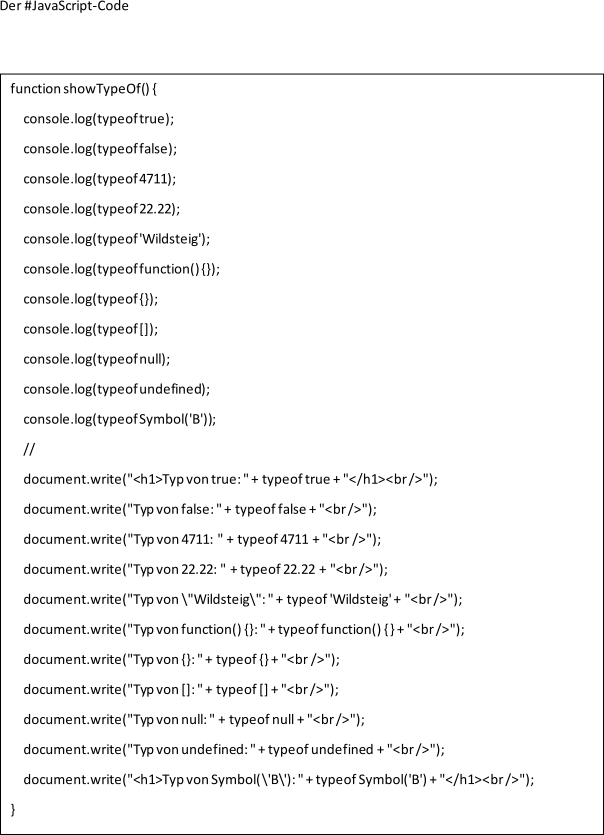 Der #JavaScript-Code
function showTypeOf() {
console.log(typeof true);
console.log(typeof false);
console.log(typeof 4711);
console.log(typeof 22.22);
console.log(typeof 'Wildsteig');
console.log(typeof function() {});
console.log(typeof {});
console.log(typeof []);
console.log(typeof null);
console.log(typeof undefined);
console.log(typeof Symbol('B'));
//
document.write("<h1>Typ von true: " + typeof true + "</h1><br />");
document.write("Typ von false: " + typeof false + "<br />");
document.write("Typ von 4711: " + typeof 4711 + "<br />");
document.write("Typ von 22.22: " + typeof 22.22 + "<br />");
document.write("Typ von \"Wildsteig\": " + typeof 'Wildsteig' + "<br />");
document.write("Typ von function() {}: " + typeof function() {} + "<br />");
document.write("Typ von {}: " + typeof {} + "<br />");
document.write("Typ von []: " + typeof [] + "<br />");
document.write("Typ von null: " + typeof null + "<br />");
document.write("Typ von undefined: " + typeof undefined + "<br />");
document.write("<h1>Typ von Symbol(\'B\'): " + typeof Symbol('B') + "</h1><br />");
}